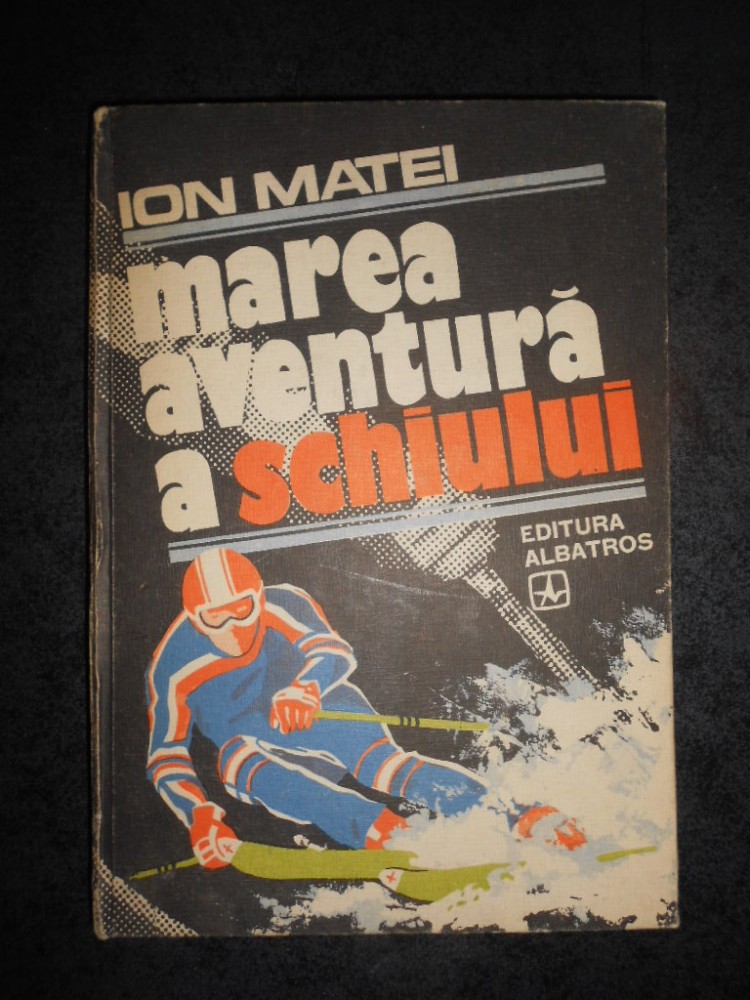 ION MATEI
marea
aventură
a schiului
EDITURA
ALBATROS